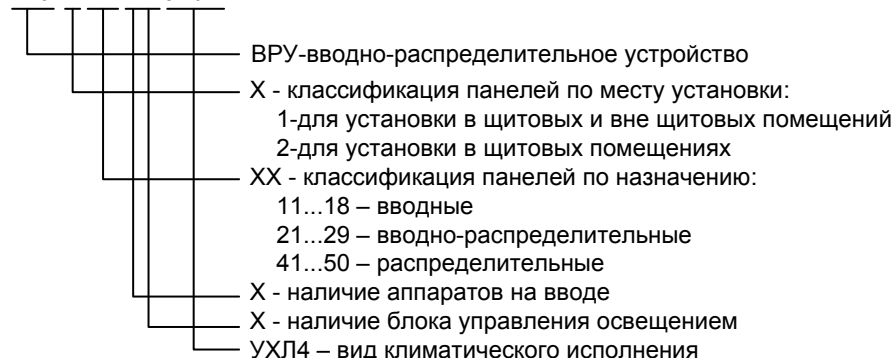 ВРУ-вводно-распределительное устройство
Х - классификация панелей по месту установки:
1-для установки в щитовых и вне щитовых помещений
2-для установки в щитовых помещениях
ХХ - классификация панелей по назначению:
11...18 – вводные
21...29 – вводно-распределительные
41...50 – распределительные
Х - наличие аппаратов на вводе
Х - наличие блока управления освещением
УХЛ4 – вид климатического исполнения